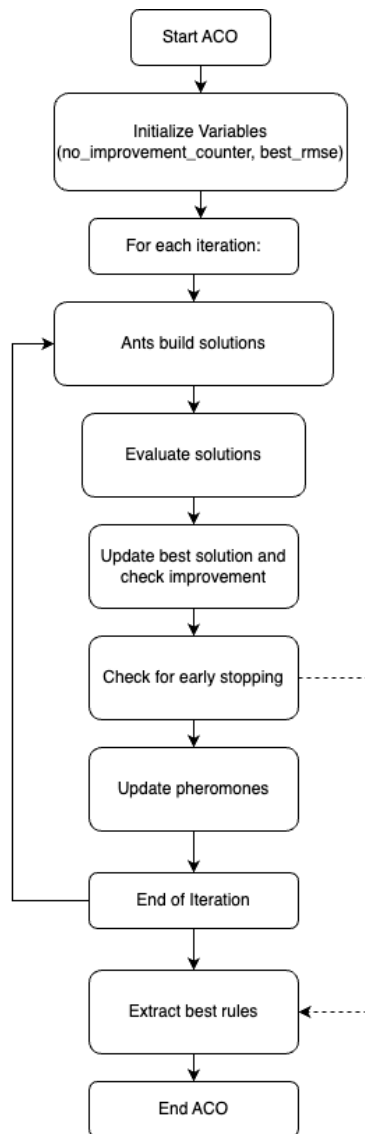 Start ACO
Initialize Variables
(no_improvement_counter, best_rmse)
For each iteration:
Ants build solutions
Evaluate solutions
Update best solution and
check improvement
Check for early stopping
Update pheromones
End of Iteration
Extract best rules
End ACO